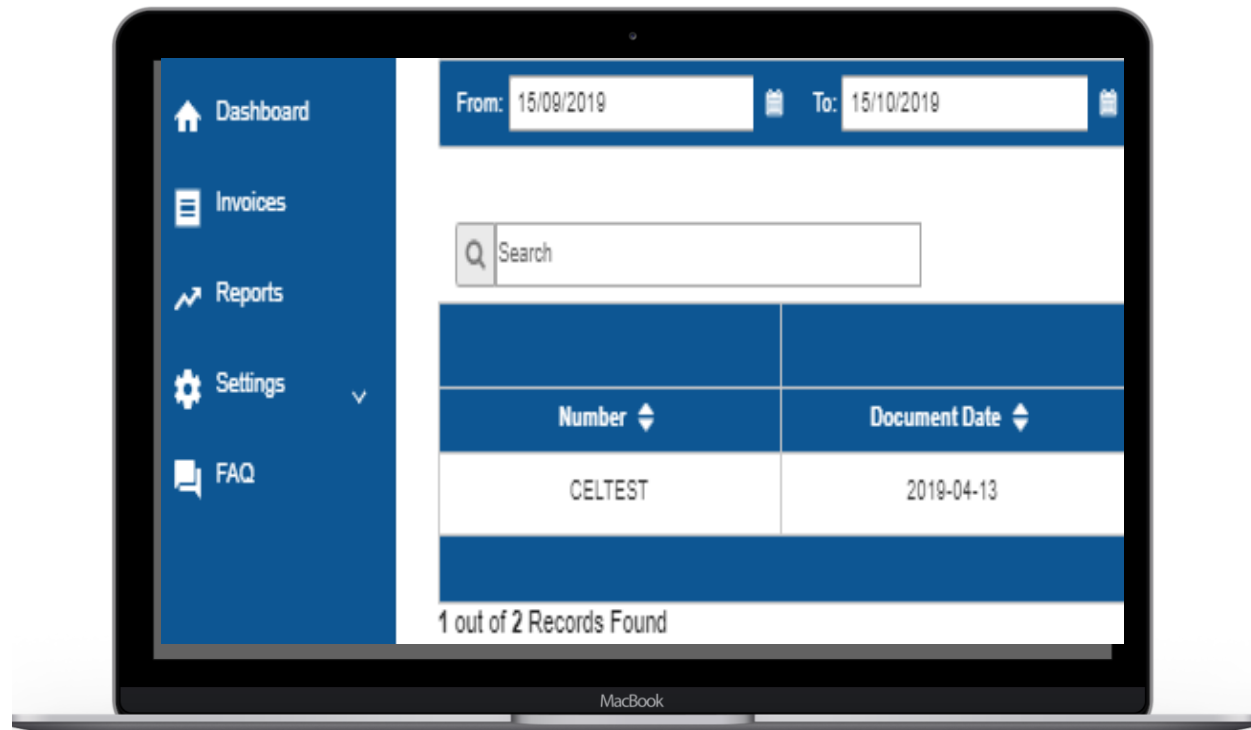 Dashboard
Invoices
Reports
Settings
FAQ
From: 15/09/2019 To: 15/10/2019
Search
Number Document Date
CELTEST 2019-04-13
1 out of 2 Records Found
MacBook